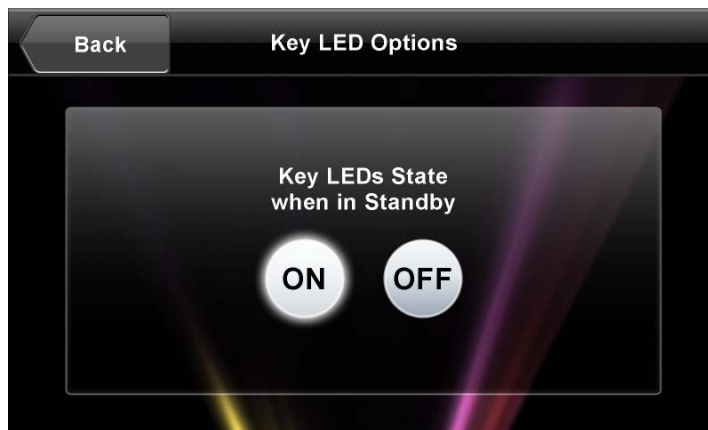 Back
Key LED Options
Key LEDs State
when in Standby
ON
OFF